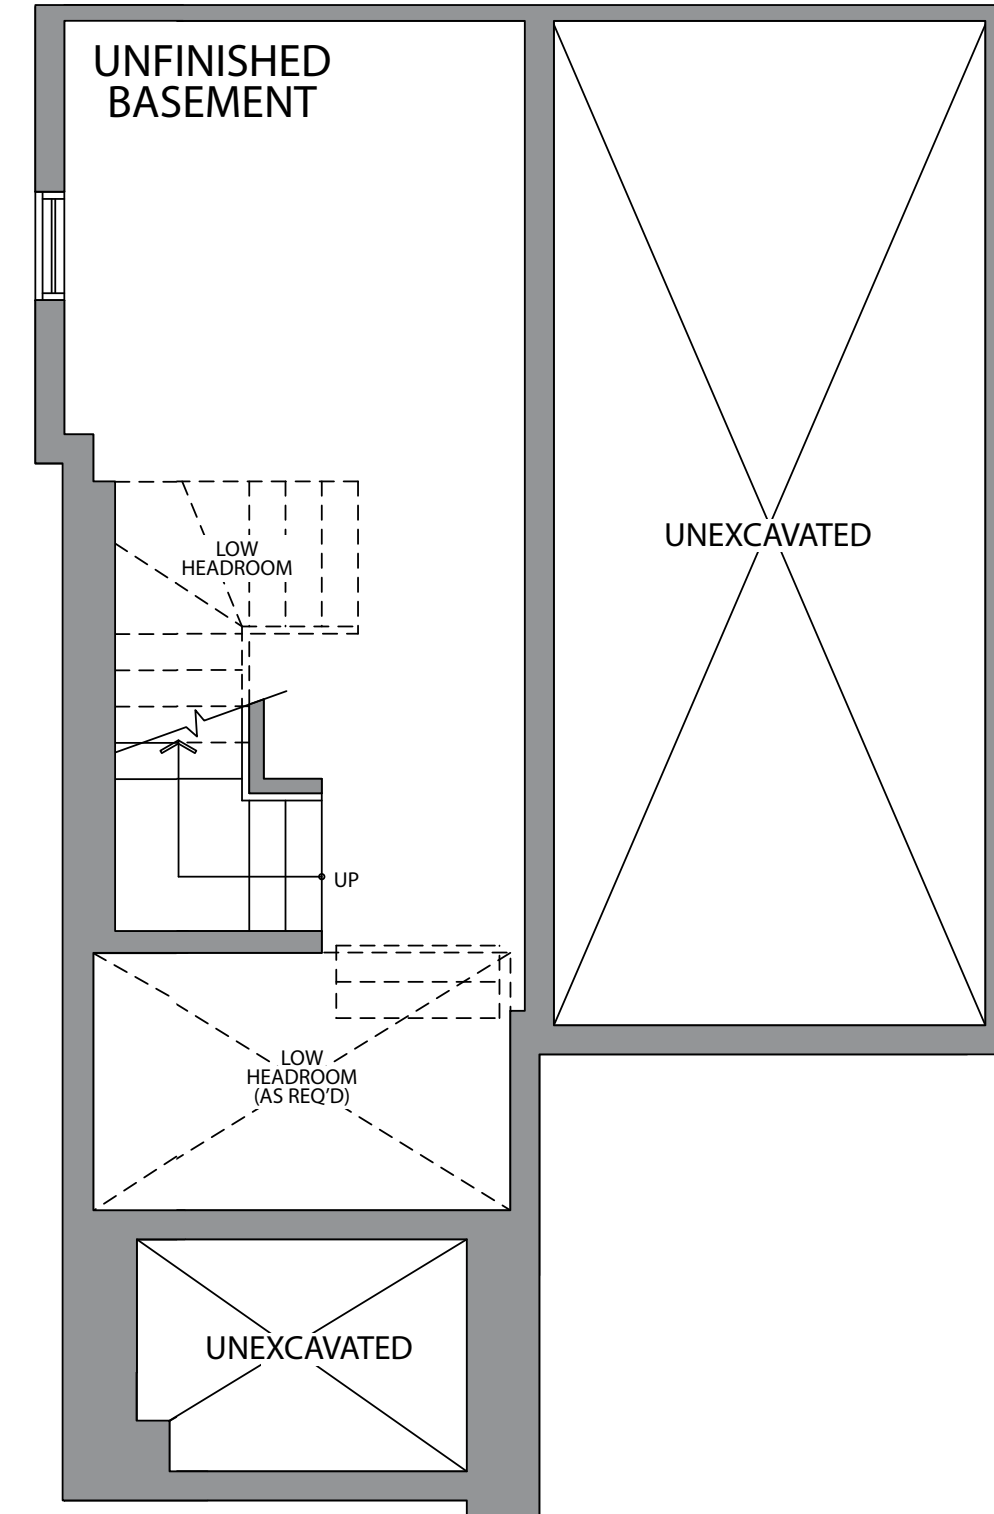 UNFINISHED
BASEMENT
UNEXCAVATED
LOW
HEADROOM
UP
LOW
HEADROOM
(AS REQ'D)
UNEXCAVATED